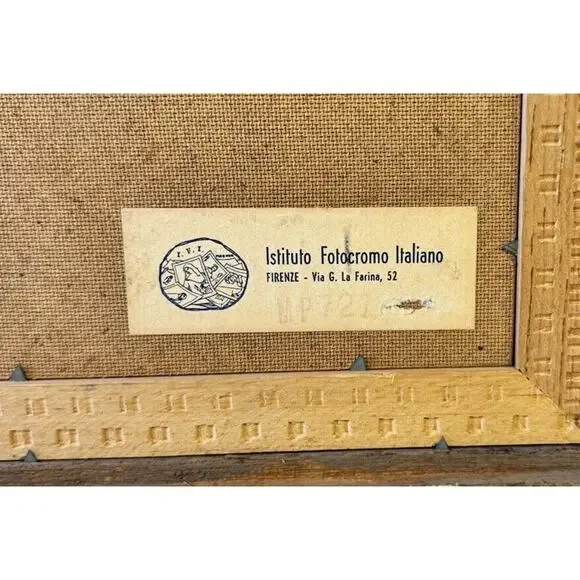 Istituto Fotocromo Italiano
FIRENZE - Via G. La Farina, 52